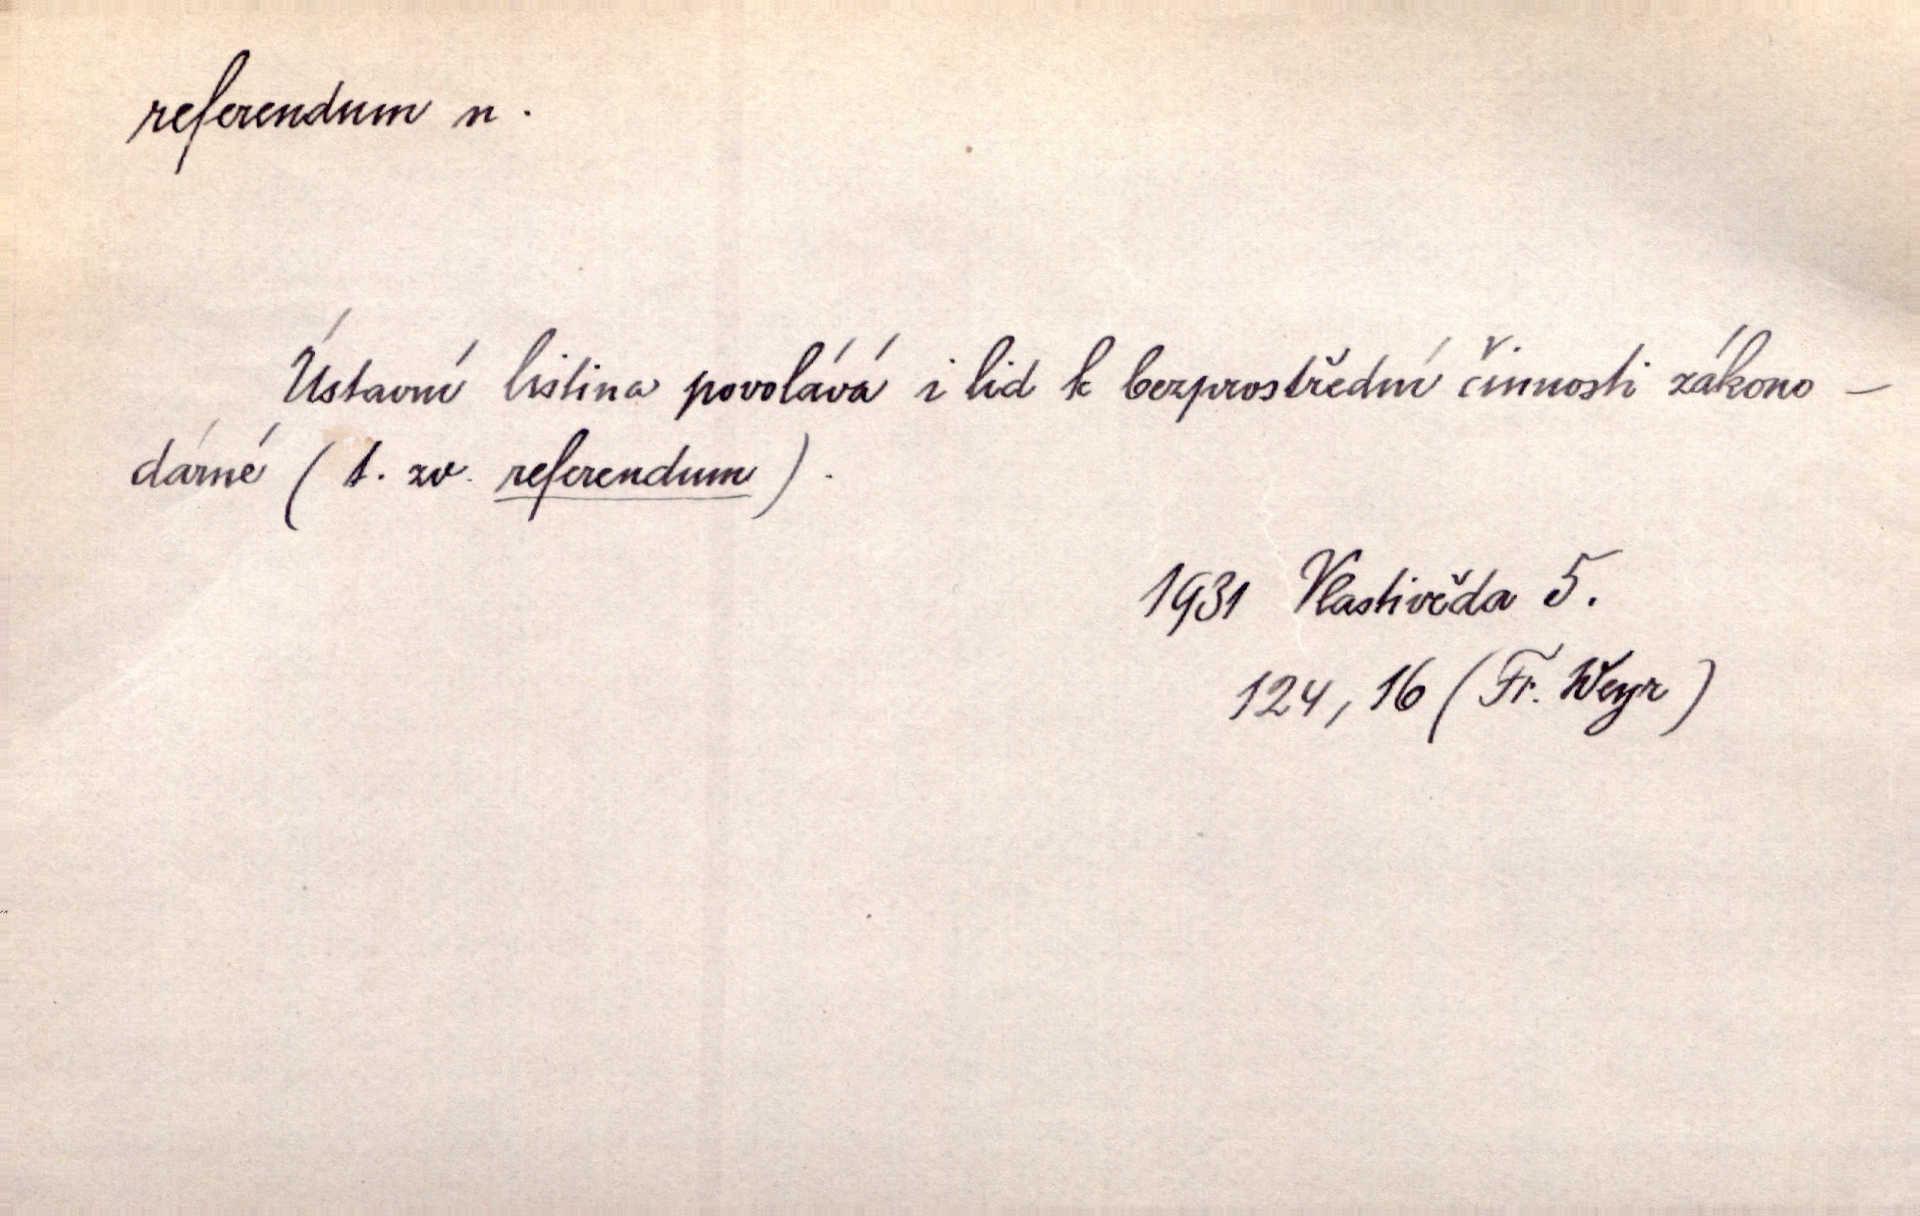 referendum n.
Ústavní listina povolává i lid k bezprostřední činnosti zákono-
dárné (t. zv. referendum).
1931 Vlastivěda 5.
124, 16 (Fr. Weyr)